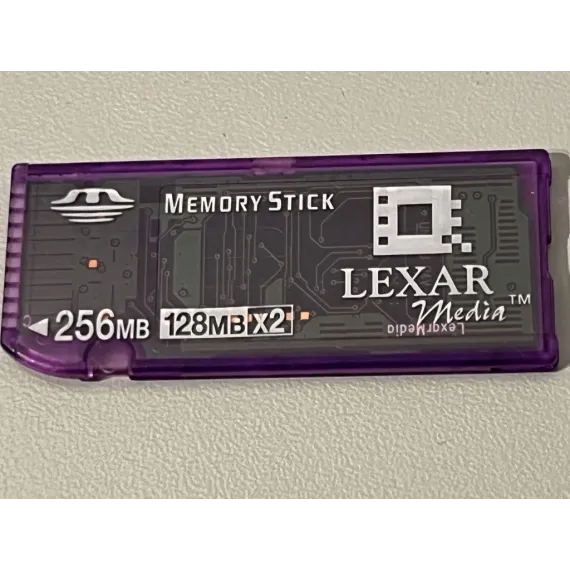 MEMORY STICK
LEXAR
Media™
256MB 128MB X2
LexarMedia